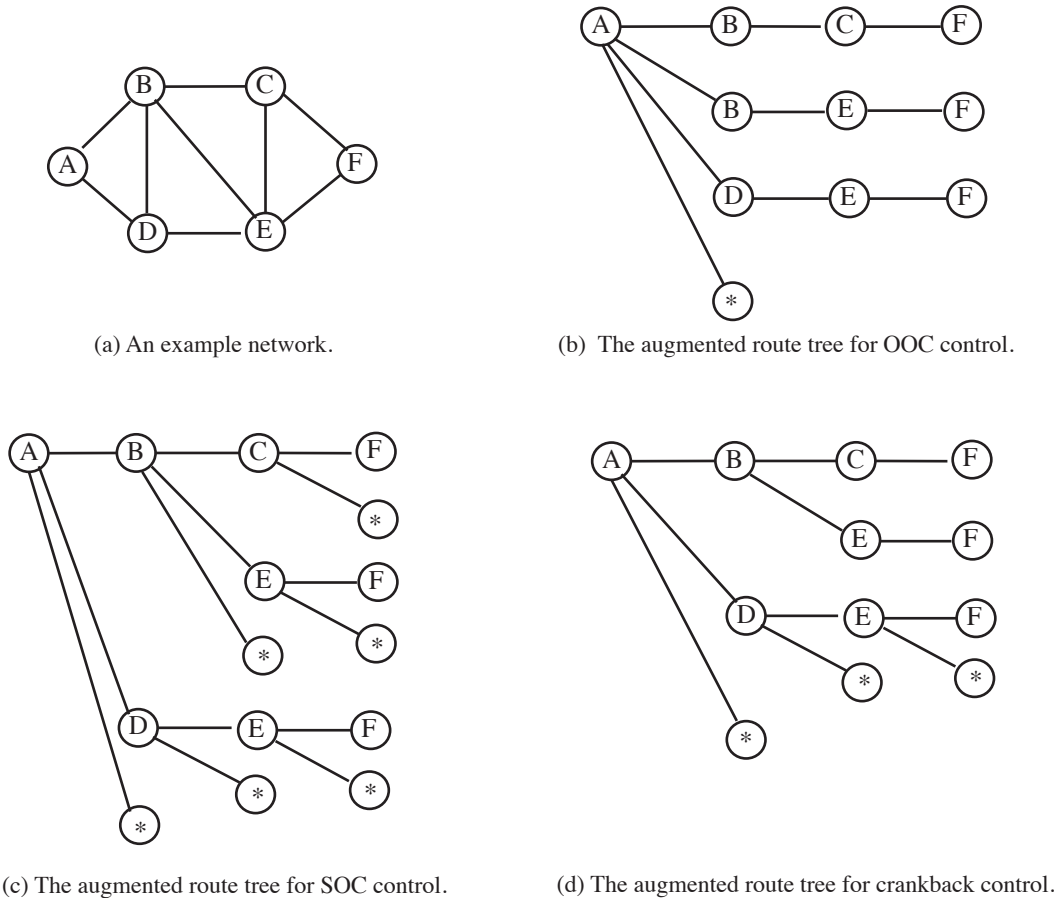 B C
A F
D E
(a) An example network.
A B C F
B E F
D E F
*
(b) The augmented route tree for OOC control.
A B C F
*
E F
*
*
D E F
*
*
*
(c) The augmented route tree for SOC control.
A B C F
E F
D E F
*
*
*
(d) The augmented route tree for crankback control.